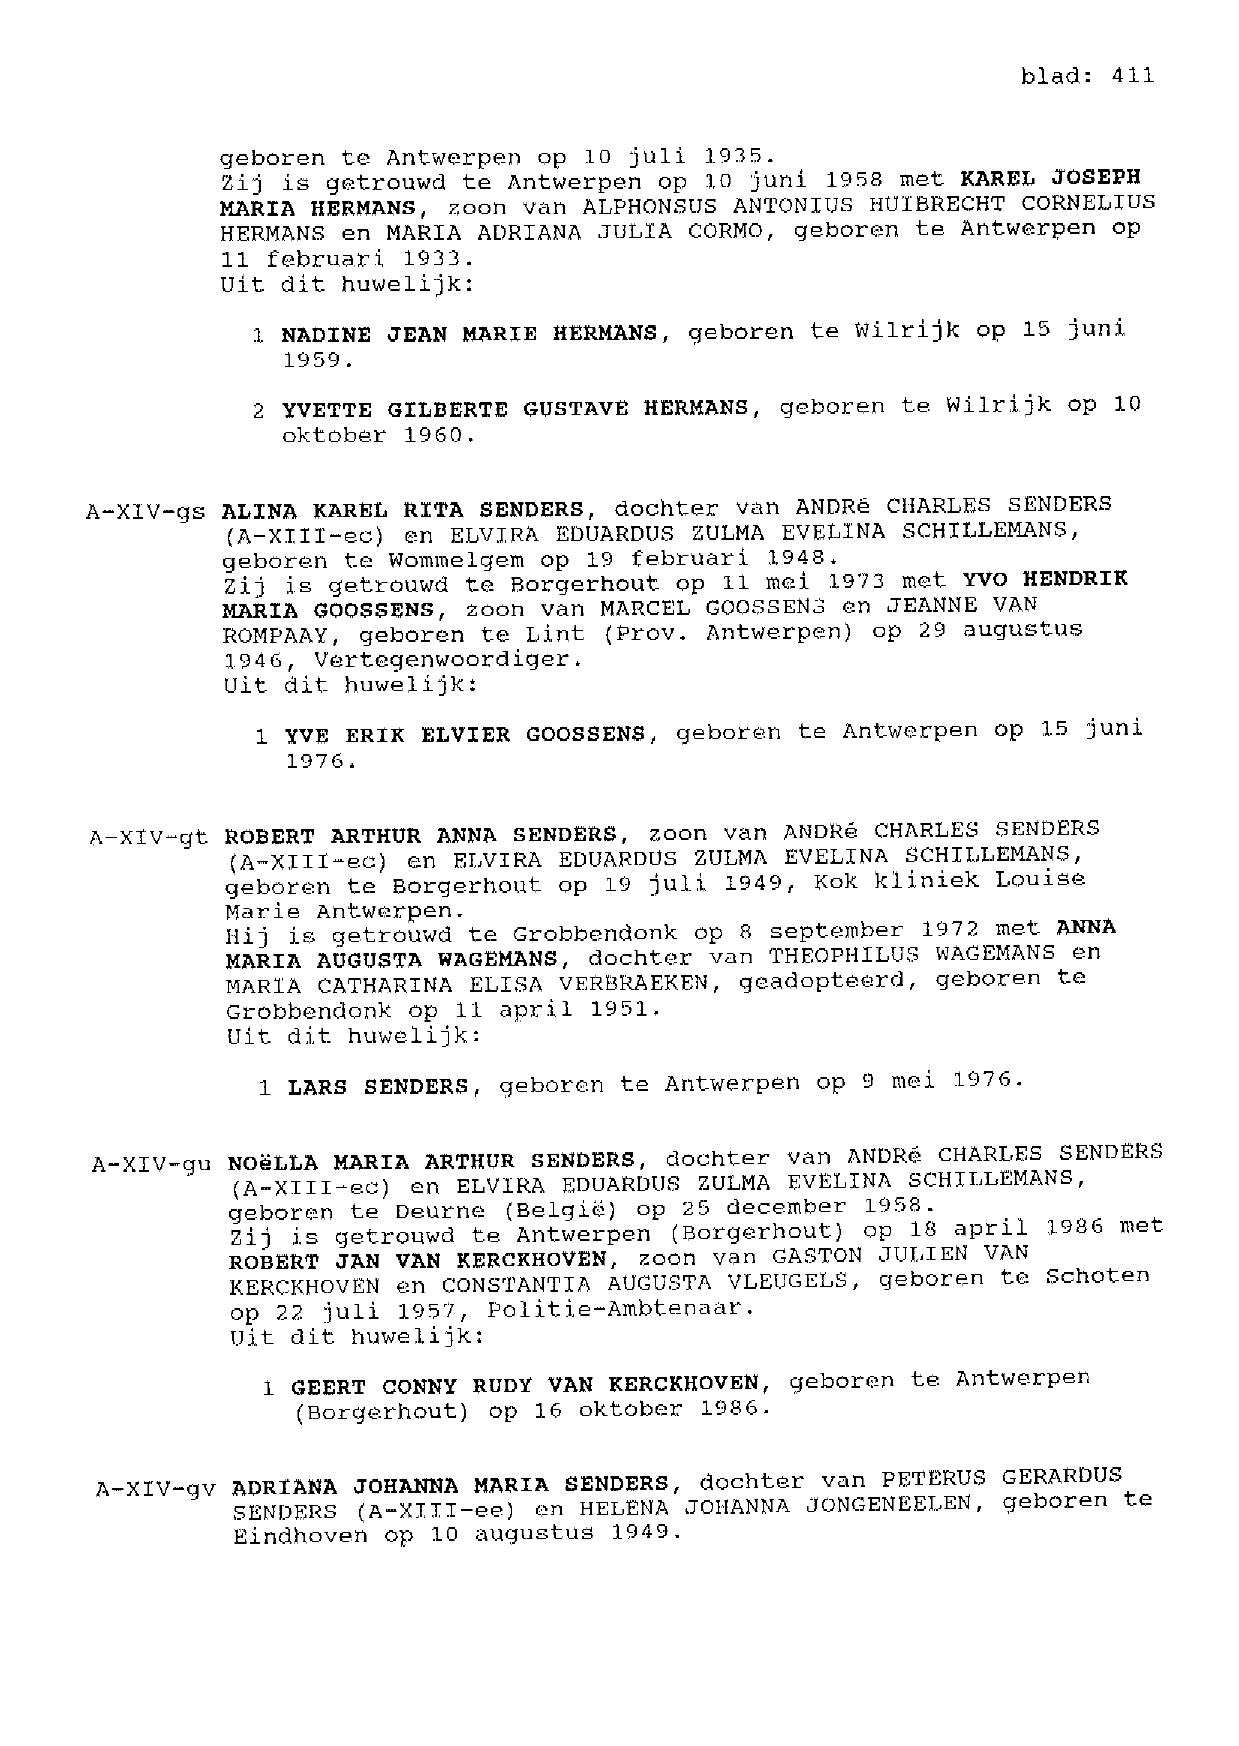 blad: 411
geboren te Antwerpen op 10 juli 1935.
Zij is getrouwd te Antwerpen op 10 juni 1958 met KAREL JOSEPH
MARIA HERMANS, zoon van ALPHONSUS ANTONIUS HUIBRECHT CORNELIUS
HERMANS en MARIA ADRIANA JULIA CORMO, geboren te Antwerpen op
11 februari 1933.
Uit dit huwelijk:
1 NADINE JEAN MARIE HERMANS, geboren te Wilrijk op 15 juni
1959.
2 YVETTE GILBERTE GUSTAVE HERMANS, geboren te Wilrijk op 10
oktober 1960.
A-XIV-gs ALINA KAREL RITA SENDERS, dochter van ANDRé CHARLES SENDERS
(A-XIII-ec) en ELVIRA EDUARDUS ZULMA EVELINA SCHILLEMANS,
geboren te Wommelgem op 19 februari 1948.
Zij is getrouwd te Borgerhout op 11 mei 1973 met YVO HENDRIK
MARIA GOOSSENS, zoon van MARCEL GOOSSENS en JEANNE VAN
ROMPAAY, geboren te Lint (Prov. Antwerpen) op 29 augustus
1946, Vertegenwoordiger.
Uit dit huwelijk:
1 YVE ERIK ELVIER GOOSSENS, geboren te Antwerpen op 15 juni
1976.
A-XIV-gt ROBERT ARTHUR ANNA SENDERS, zoon van ANDRé CHARLES SENDERS
(A-XIII-ec) en ELVIRA EDUARDUS ZULMA EVELINA SCHILLEMANS,
geboren te Borgerhout op 19 juli 1949, Kok kliniek Louise
Marie Antwerpen.
Hij is getrouwd te Grobbendonk op 8 september 1972 met ANNA
MARIA AUGUSTA WAGEMANS, dochter van THEOPHILUS WAGEMANS en
MARIA CATHARINA ELISA VERBRAEKEN, geadopteerd, geboren te
Grobbendonk op 11 april 1951.
Uit dit huwelijk:
1 LARS SENDERS, geboren te Antwerpen op 9 mei 1976.
A-XIV-gu NOëLLA MARIA ARTHUR SENDERS, dochter van ANDRé CHARLES SENDERS
(A-XIII-ec) en ELVIRA EDUARDUS ZULMA EVELINA SCHILLEMANS,
geboren te Deurne (België) op 25 december 1958.
Zij is getrouwd te Antwerpen (Borgerhout) op 18 april 1986 met
ROBERT JAN VAN KERCKHOVEN, zoon van GASTON JULIEN VAN
KERCKHOVEN en CONSTANTIA AUGUSTA VLEUGELS, geboren te Schoten
op 22 juli 1957, Politie-Ambtenaar.
Uit dit huwelijk:
1 GEERT CONNY RUDY VAN KERCKHOVEN, geboren te Antwerpen
(Borgerhout) op 16 oktober 1986.
A-XIV-gv ADRIANA JOHANNA MARIA SENDERS, dochter van PETERUS GERARDUS
SENDERS (A-XIII-ee) en HELENA JOHANNA JONGENEELEN, geboren te
Eindhoven op 10 augustus 1949.